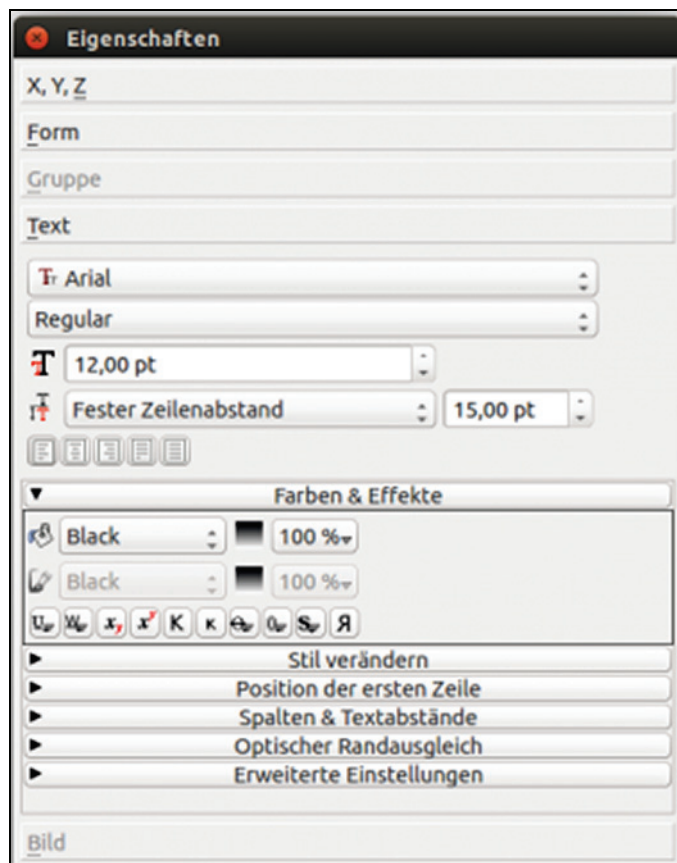 Eigenschaften
X, Y, Z
Form
Gruppe
Text
Arial
Regular
12,00 pt
Fester Zeilenabstand 15,00 pt
Farben & Effekte
Black 100 %
Black 100 %
U W x, x^y K K O O S Я
Stil verändern
Position der ersten Zeile
Spalten & Textabstände
Optischer Randausgleich
Erweiterte Einstellungen
Bild